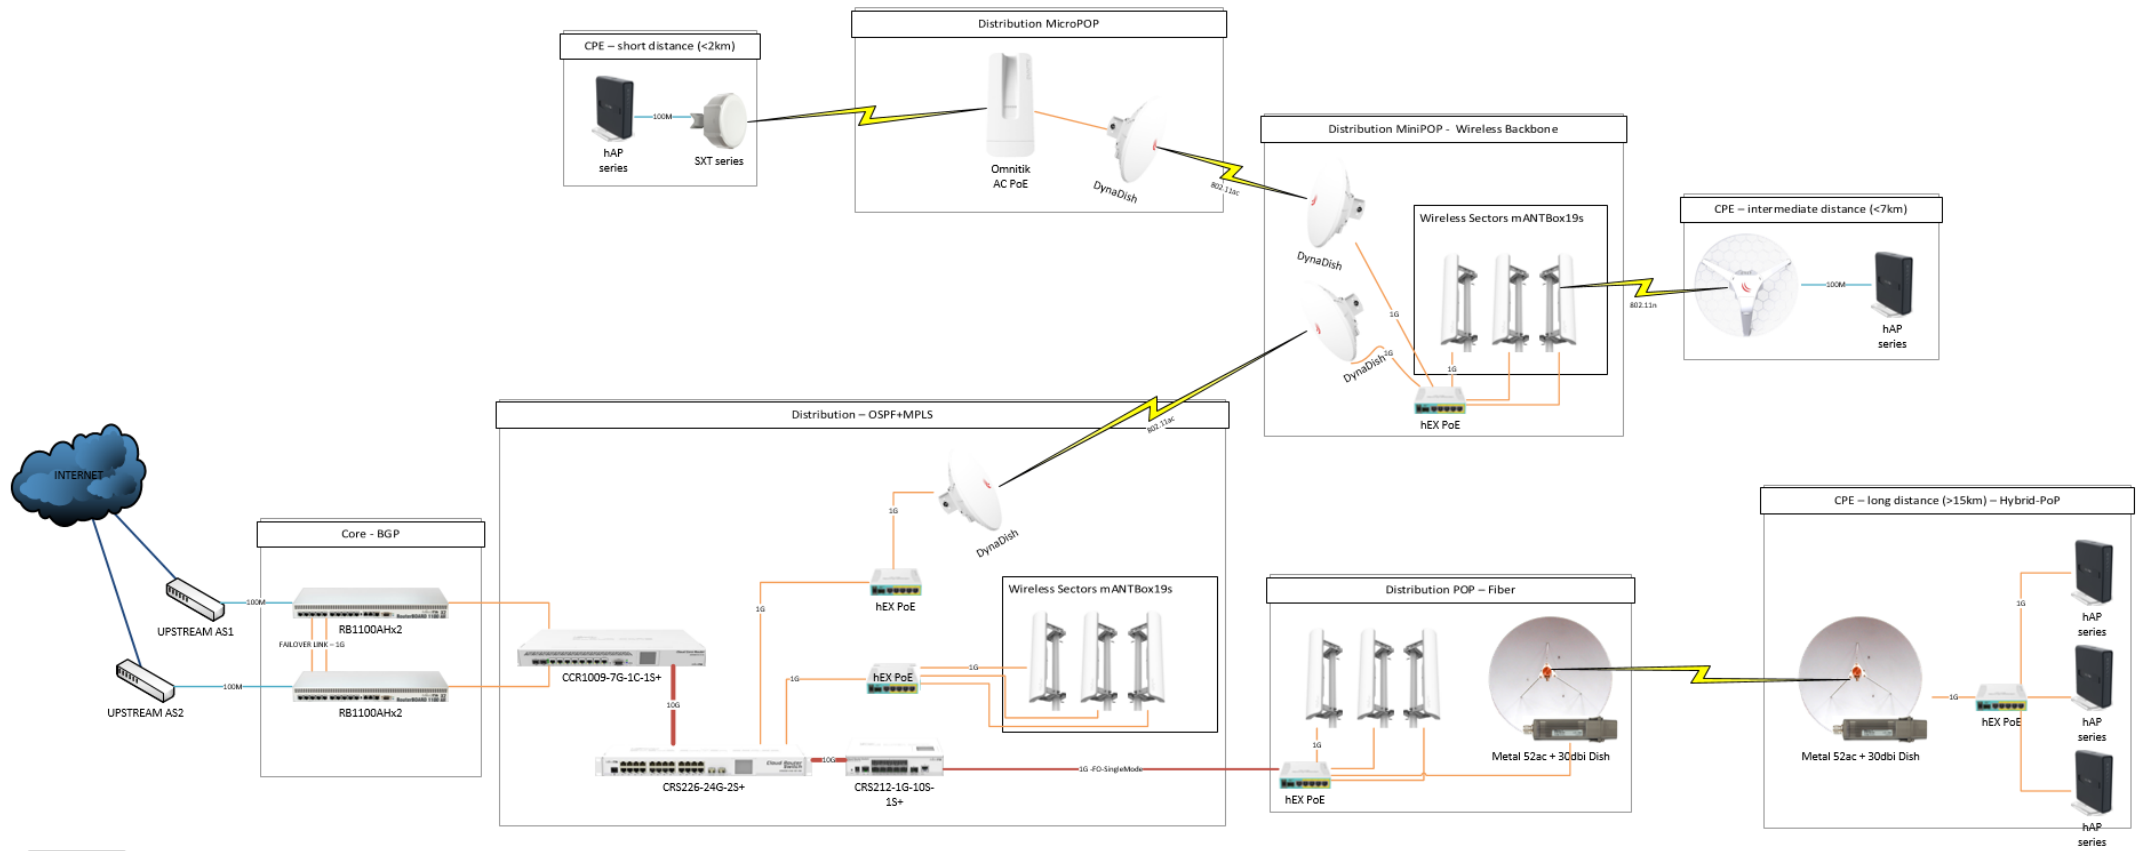 Distribution MicroPOP
CPE – short distance (<2km)
100M
hAP
series
SXT series
Omnitik
AC PoE
DynaDish
802.11ac
Distribution MiniPOP -  Wireless Backbone
DynaDish
Wireless Sectors mANTBox19s
1G
1G
DynaDish
1G
hEX PoE
802.11n
CPE – intermediate distance (<7km)
100M
hAP
series
802.11ac
Distribution – OSPF+MPLS
INTERNET
UPSTREAM AS1
100M
UPSTREAM AS2
100M
Core - BGP
RB1100AHx2
FAILOVER LINK – 1G
RB1100AHx2
CCR1009-7G-1C-1S+
10G
1G
1G
DynaDish
hEX PoE
1G
hEX PoE
1G
Wireless Sectors mANTBox19s
Cloud Router
Switch
CRS226-24G-2S+
10G
CRS212-1G-10S-
1S+
1G -FO-SingleMode
Distribution POP – Fiber
1G
hEX PoE
Metal 52ac + 30dbi Dish
CPE – long distance (>15km) – Hybrid-PoP
Metal 52ac + 30dbi Dish
1G
hEX PoE
1G
hAP
series
hAP
series
hAP
series